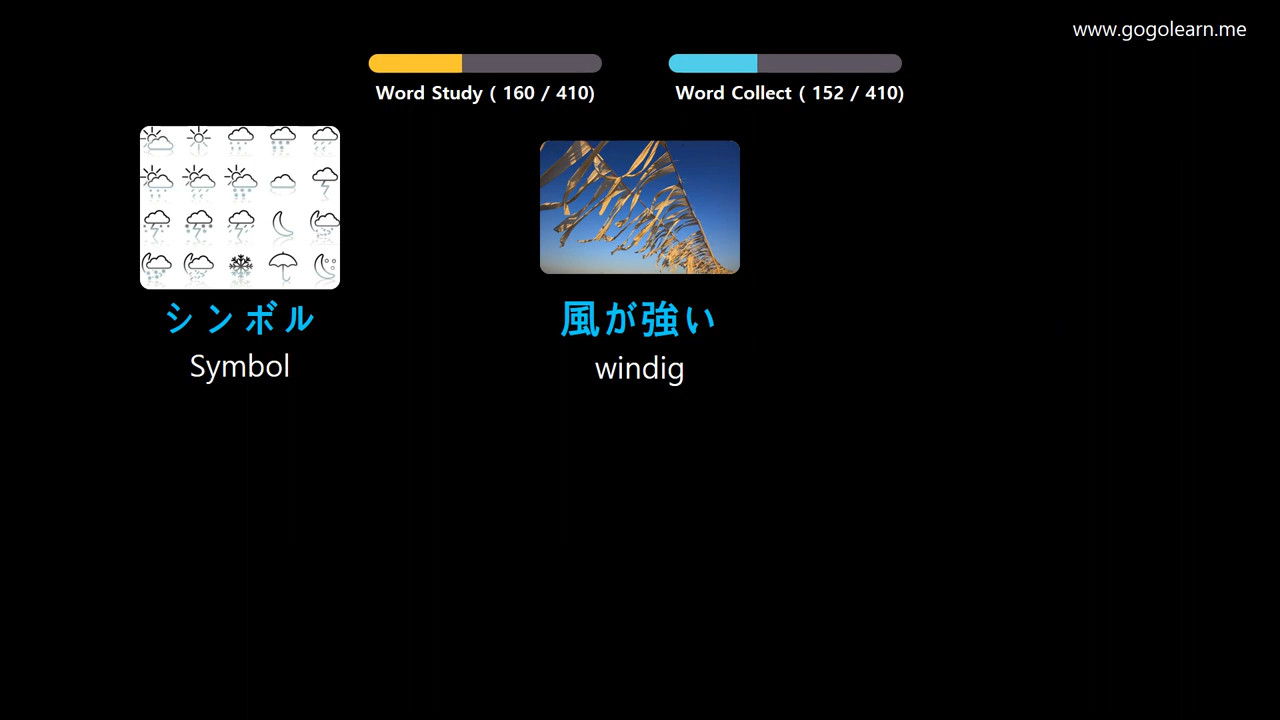 www.gogolearn.me
Word Study ( 160 / 410)
Word Collect ( 152 / 410)
シンボル
Symbol
風が強い
windig